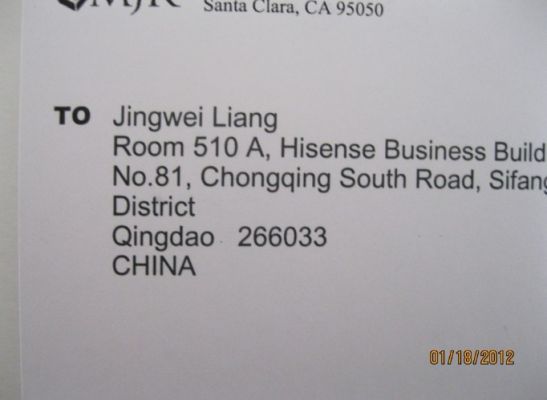 Santa Clara, CA 95050
TO Jingwei Liang
Room 510 A, Hisense Business Build
No.81, Chongqing South Road, Sifang
District
Qingdao 266033
CHINA
01/18/2012